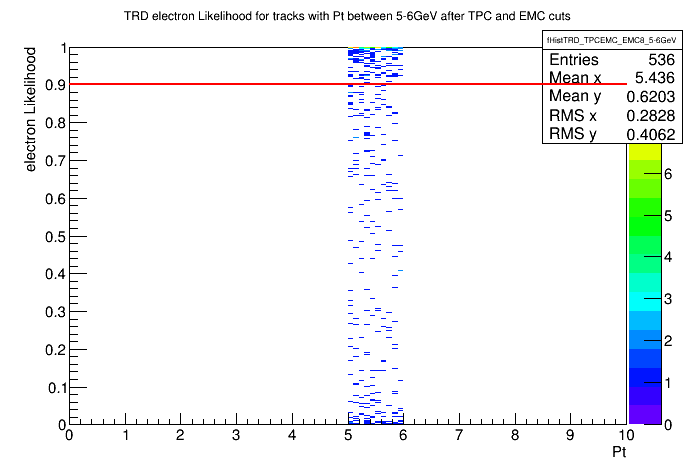 TRD electron Likelihood for tracks with Pt between 5-6GeV after TPC and EMC cuts
fHistTRD_TPCEMC_EMC8_5-6GeV
Entries 536
Mean x 5.436
Mean y 0.6203
RMS x 0.2828
RMS y 0.4062
electron Likelihood
1
0.9
0.8
0.7
0.6
0.5
0.4
0.3
0.2
0.1
0
6
5
4
3
2
1
0
0 1 2 3 4 5 6 7 8 9 10
Pt